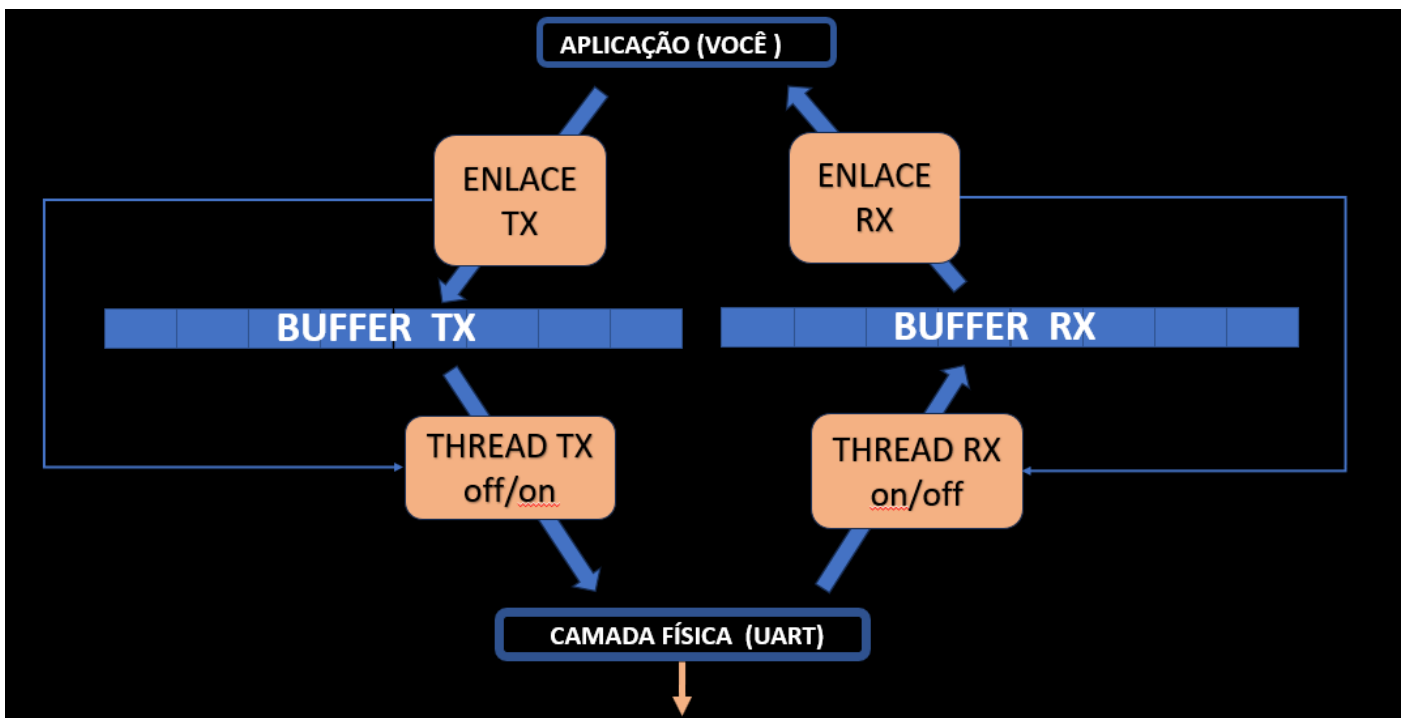 APLICAÇÃO (VOCÊ )
ENLACE
TX
ENLACE
RX
BUFFER TX
BUFFER RX
THREAD TX
off/on
THREAD RX
on/off
CAMADA FÍSICA (UART)